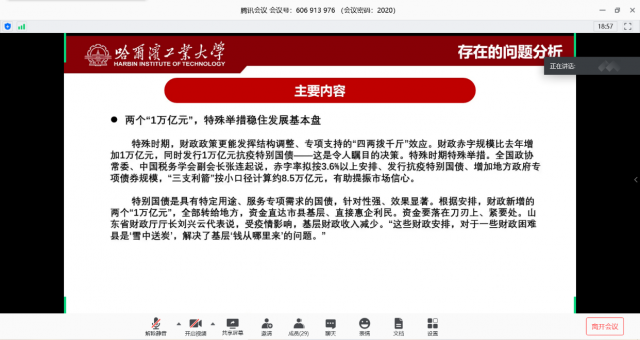 腾讯会议 会议号：606 913 976 （会议密码：2020）
18:57
哈尔滨工业大学
HARBIN INSTITUTE OF TECHNOLOGY
存在的问题分析
正在讲话:
主要内容
● 两个“1万亿元”，特殊举措稳住发展基本盘
特殊时期，财政政策更能发挥结构调整、专项支持的“四两拨千斤”效应。财政赤字规模比去年增
加1万亿元，同时发行1万亿元抗疫特别国债——这是令人瞩目的决策。特殊时期特殊举措。全国政协
常委、中国税务学会副会长张连起说，赤字率拟按3.6%以上安排、发行抗疫特别国债、增加地方政府专
项债券规模，“三支利箭”按小口径计算约8.5万亿元，有助提振市场信心。
特别国债是具有特定用途、服务专项需求的国债，针对性强、效果显著。根据安排，财政新增的
两个“1万亿元”，全部转给地方，资金直达市县基层、直接惠企利民。资金要落在刀刃上、紧要处。山
东省财政厅厅长刘兴云代表说，受疫情影响，基层财政收入减少。“这些财政安排，对于一些财政困难
县是‘雪中送炭’，解决了基层‘钱从哪里来’的问题。”
解除静音
开启视频
共享屏幕
邀请
成员(29)
聊天
表情
文档
设置
离开会议